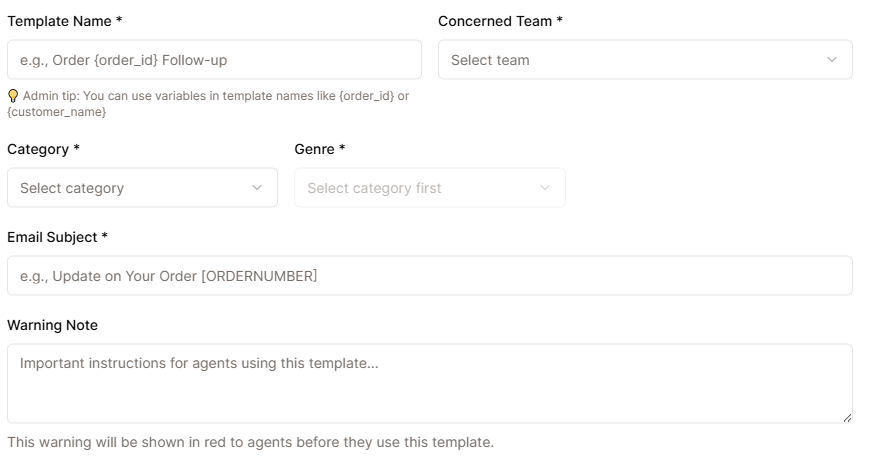 Template Name *
Concerned Team *
e.g., Order {order_id} Follow-up
Select team
Admin tip: You can use variables in template names like {order_id} or
{customer_name}
Category *
Genre *
Select category
Select category first
Email Subject *
e.g., Update on Your Order [ORDERNUMBER]
Warning Note
Important instructions for agents using this template...
This warning will be shown in red to agents before they use this template.